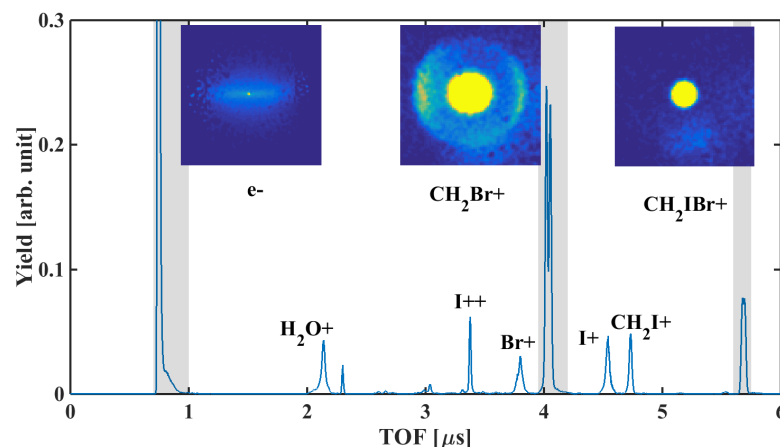 0.3
0.2
0.1
0
Yield [arb. unit]
e-
CH₂Br+
CH₂IBr+
H₂O+
I++
Br+
I+
CH₂I+
0 1 2 3 4 5 6
TOF [μs]